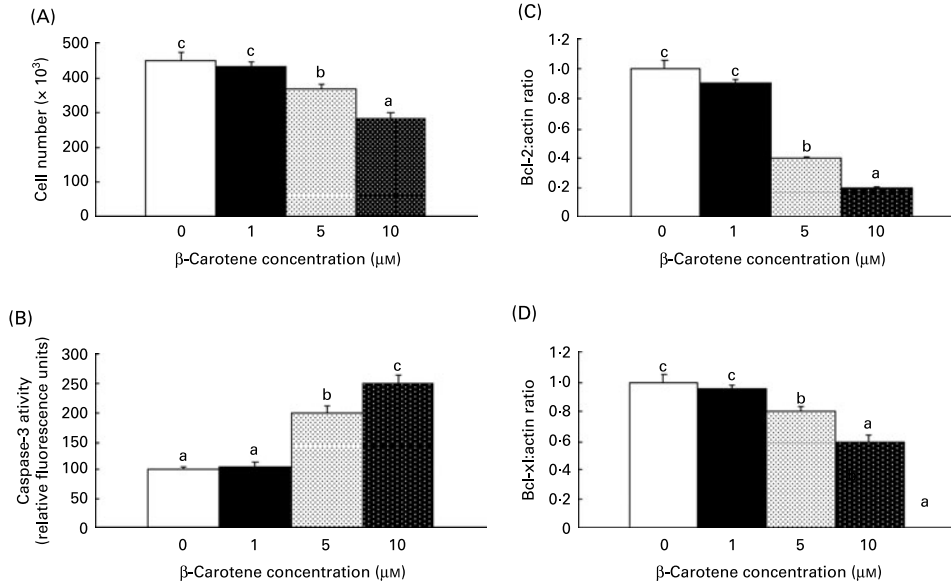 (A)
Cell number (× 10³)
500
400
300
200
100
0
c
c
b
a
0 1 5 10
β-Carotene concentration (μM)
(B)
Caspase-3 ativity
(relative fluorescence units)
300
250
200
150
100
50
0
a
a
b
c
0 1 5 10
β-Carotene concentration (μM)
(C)
Bcl-2:actin ratio
1·2
1·0
0·8
0·6
0·4
0·2
0
c
c
b
a
0 1 5 10
β-Carotene concentration (μM)
(D)
Bcl-xl:actin ratio
1·2
1·0
0·8
0·6
0·4
0·2
0
c
c
b
a
a
0 1 5 10
β-Carotene concentration (μM)